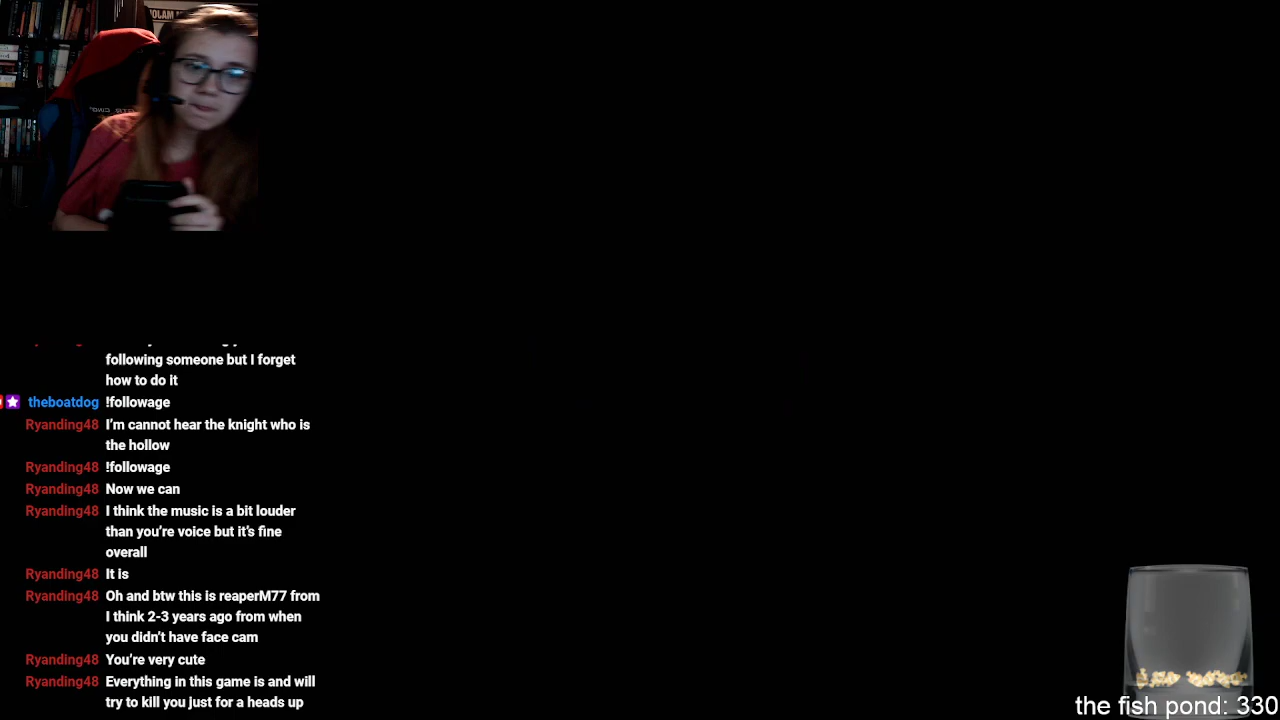 following someone but I forget
how to do it
theboatdog !followage
Ryanding48 I'm cannot hear the knight who is
the hollow
Ryanding48 !followage
Ryanding48 Now we can
Ryanding48 I think the music is a bit louder
than you're voice but it's fine
overall
Ryanding48 It is
Ryanding48 Oh and btw this is reaperM77 from
I think 2-3 years ago from when
you didn't have face cam
Ryanding48 You're very cute
Ryanding48 Everything in this game is and will
try to kill you just for a heads up
the fish pond: 330